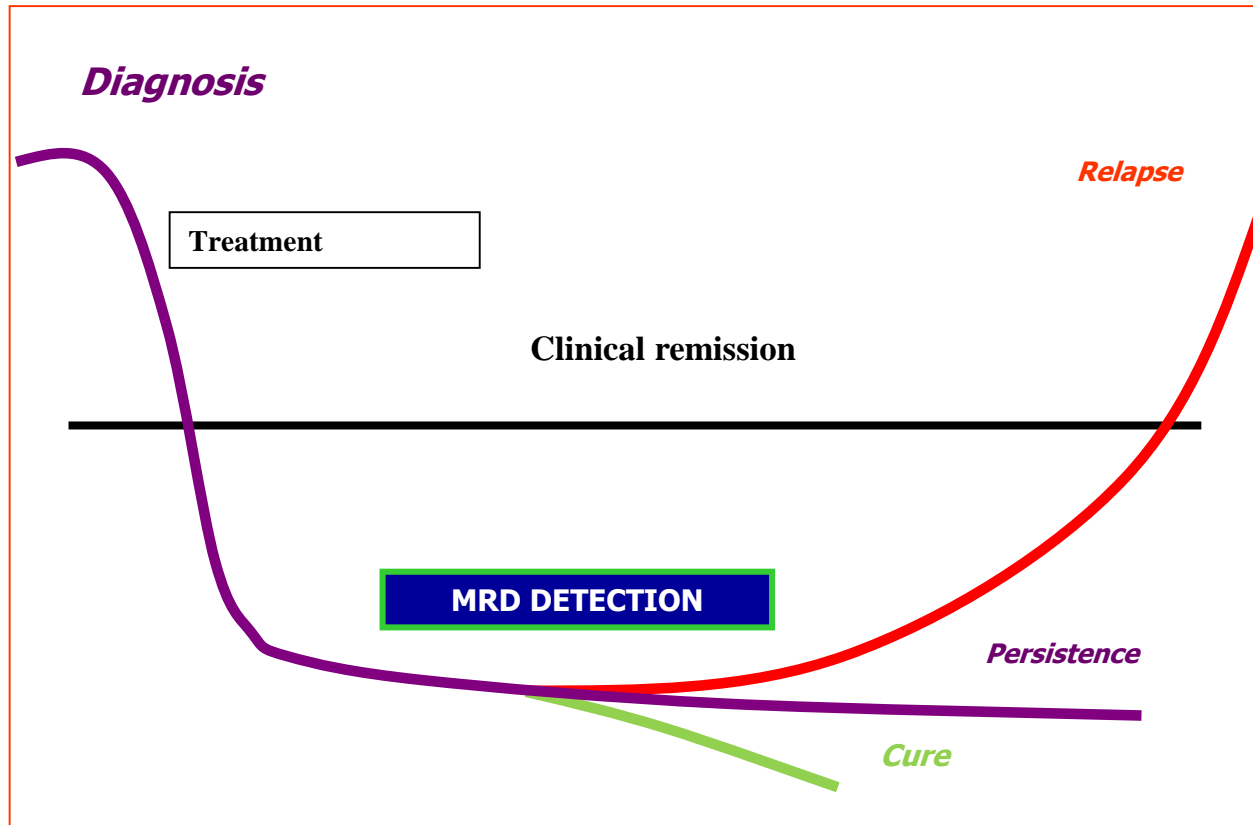 Diagnosis
Relapse
Treatment
Clinical remission
MRD DETECTION
Persistence
Cure